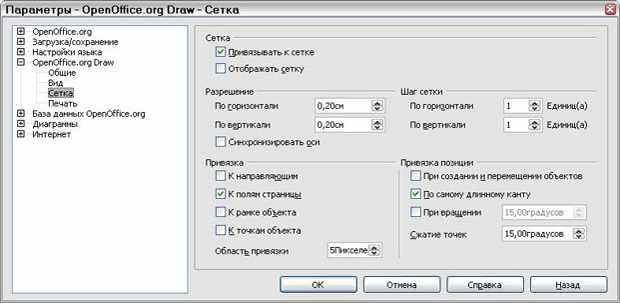 Параметры - OpenOffice.org Draw - Сетка
OpenOffice.org
Загрузка/сохранение
Настройки языка
OpenOffice.org Draw
Общие
Вид
Сетка
Печать
База данных OpenOffice.org
Диаграммы
Интернет
Сетка
Привязывать к сетке
Отображать сетку
Разрешение
По горизонтали 0,20см
По вертикали 0,20см
Синхронизировать оси
Шаг сетки
По горизонтали 1 Единиц(а)
По вертикали 1 Единиц(а)
Привязка
К направляющим
К полям страницы
К рамке объекта
К точкам объекта
Область привязки 5Пикселе
Привязка позиции
При создании и перемещении объектов
По самому длинному канту
При вращении 15,00градусов
Сжатие точек 15,00градусов
OK Отмена Справка Назад